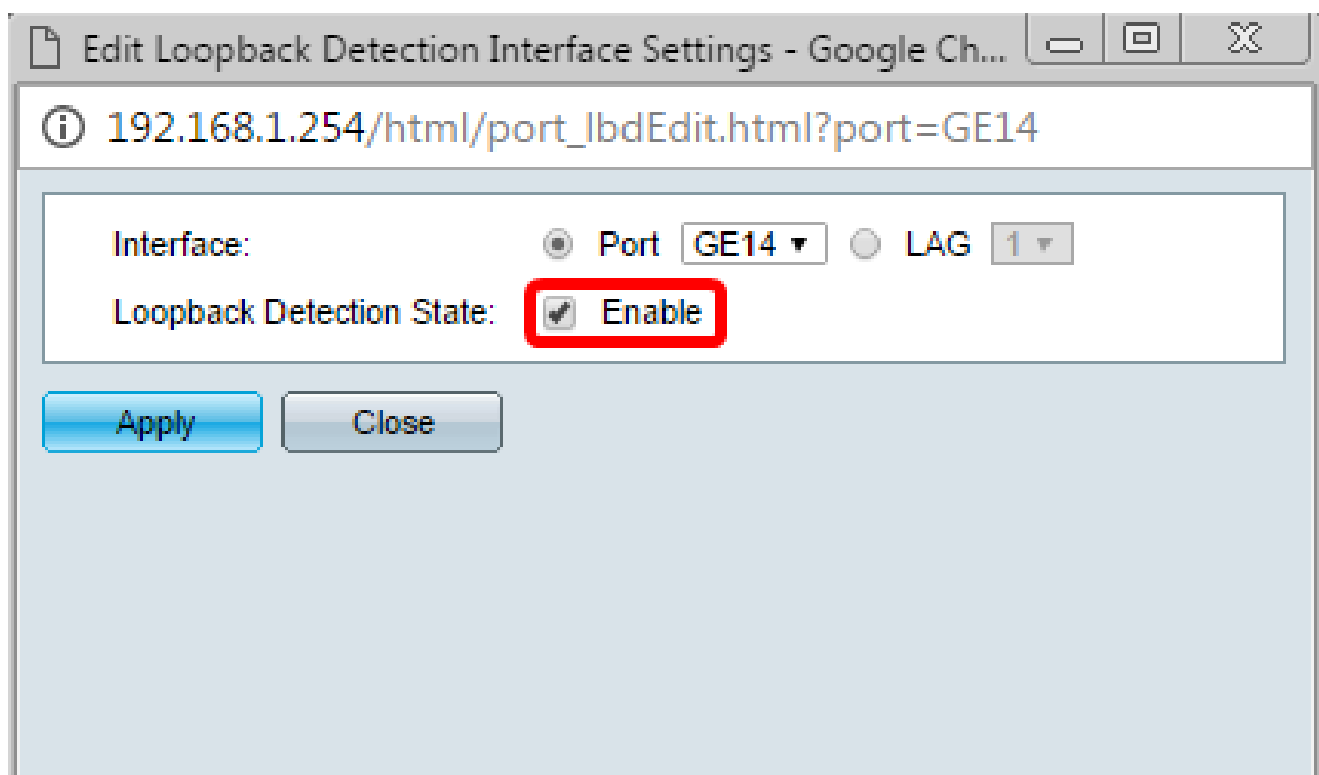 Edit Loopback Detection Interface Settings - Google Ch...
192.168.1.254/html/port_lbdEdit.html?port=GE14
Interface: Port GE14 LAG 1
Loopback Detection State: Enable
Apply Close